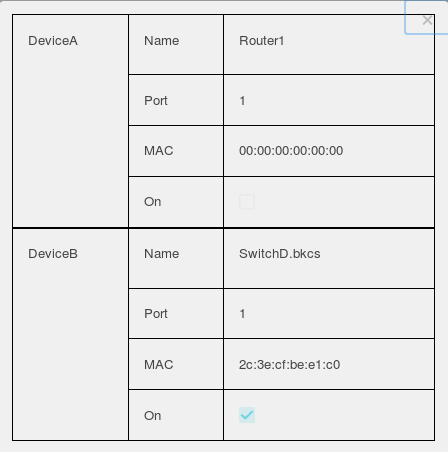 ×
DeviceA Name Router1
Port 1
MAC 00:00:00:00:00:00
On
DeviceB Name SwitchD.bkcs
Port 1
MAC 2c:3e:cf:be:e1:c0
On